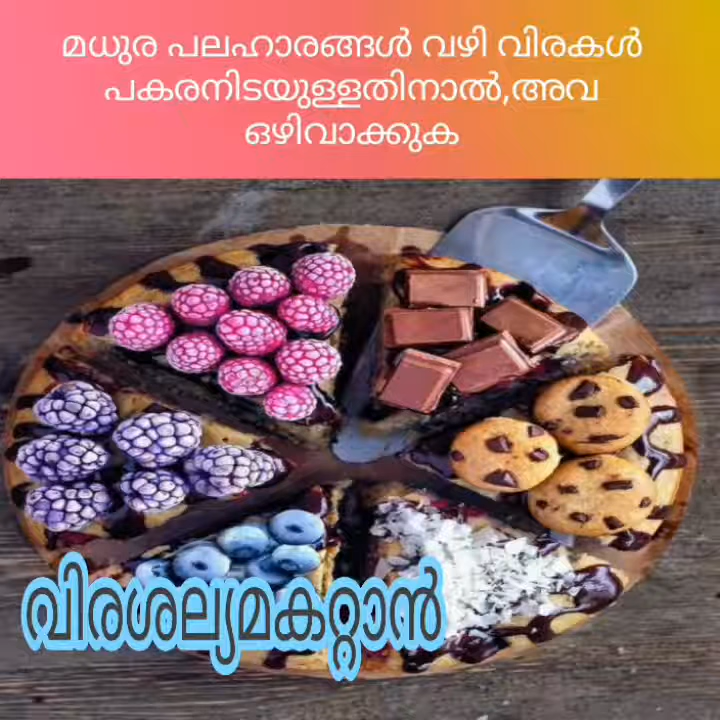 മധുര പലഹാരങ്ങൾ വഴി വിരകൾ
പകരനിടയുള്ളതിനാൽ,അവ
ഒഴിവാക്കുക
വിരശല്യമകറ്റാൻ